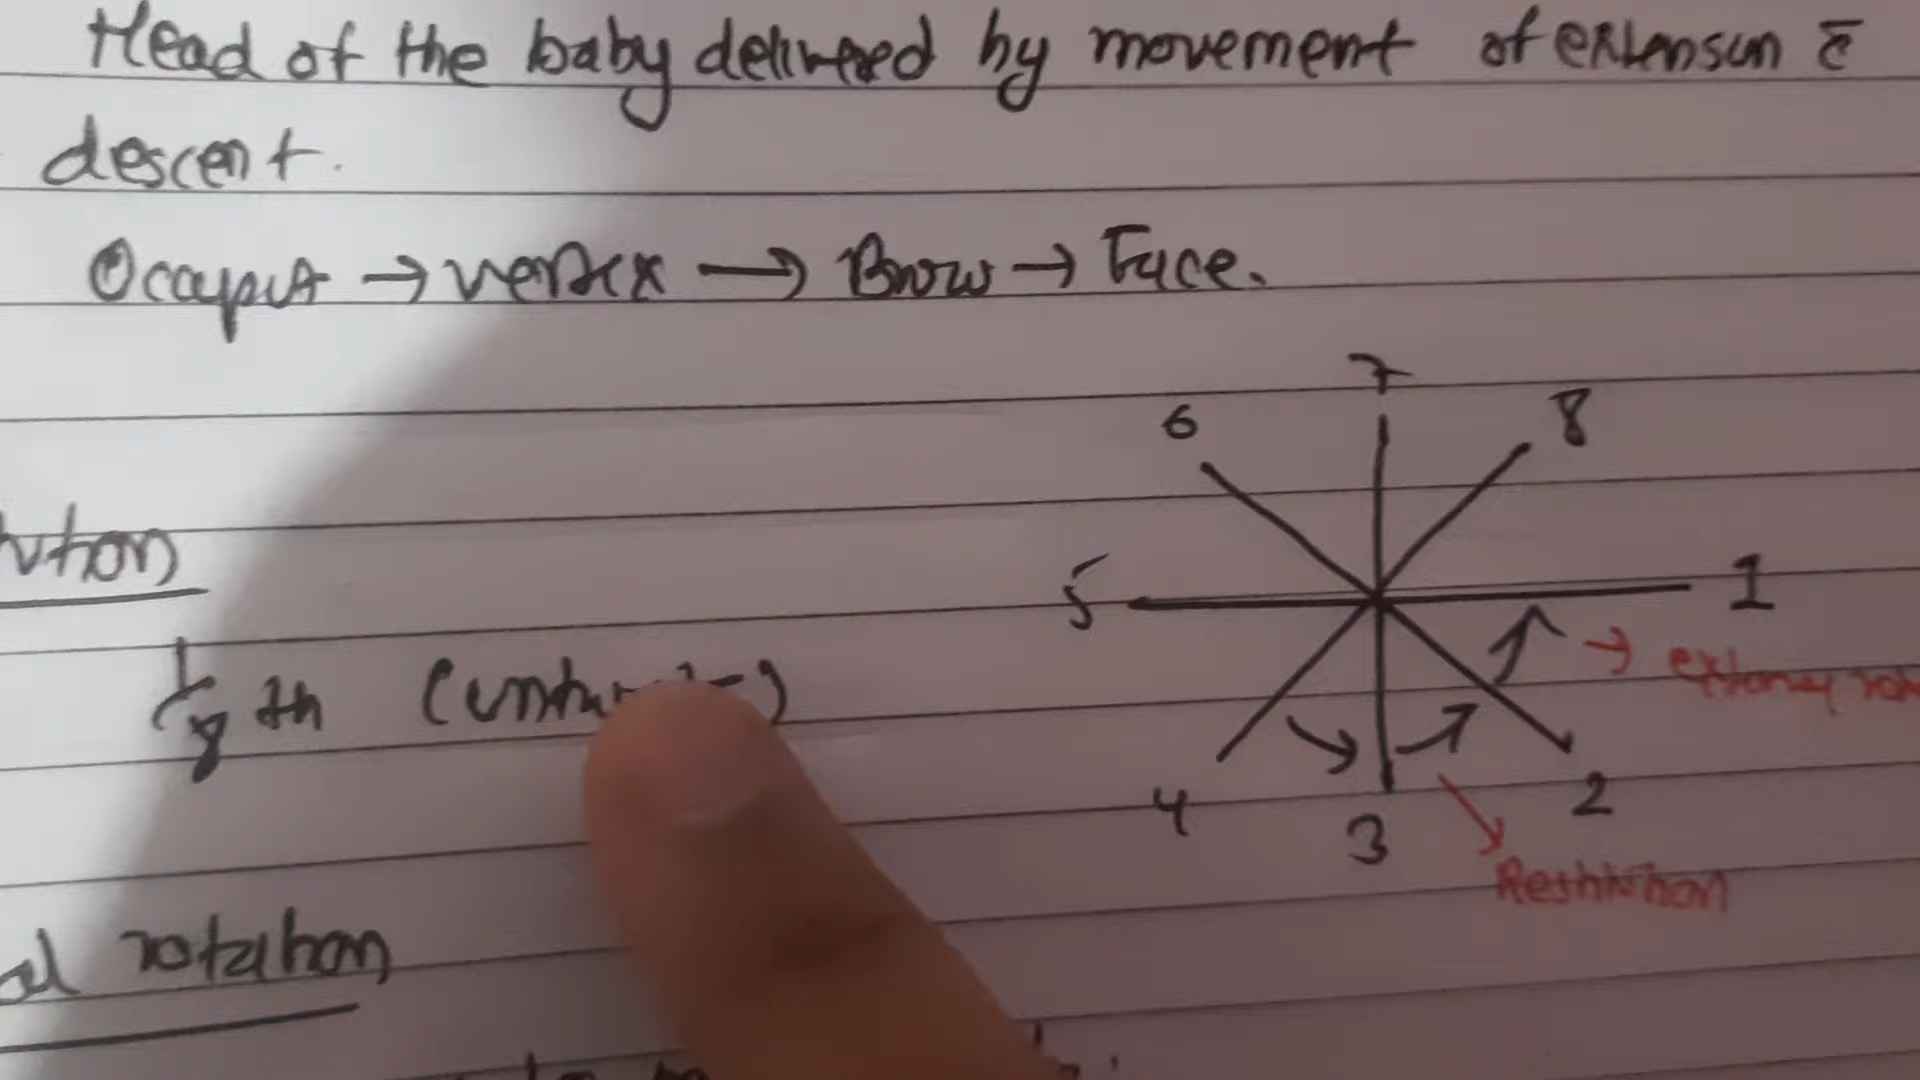 Head of the baby delivered by movement of extension c̄
descent.
Occiput → vertex → Brow → Face.
7
6
8
5
1
→
1/8 th
4
3
2
Restitution
rotation